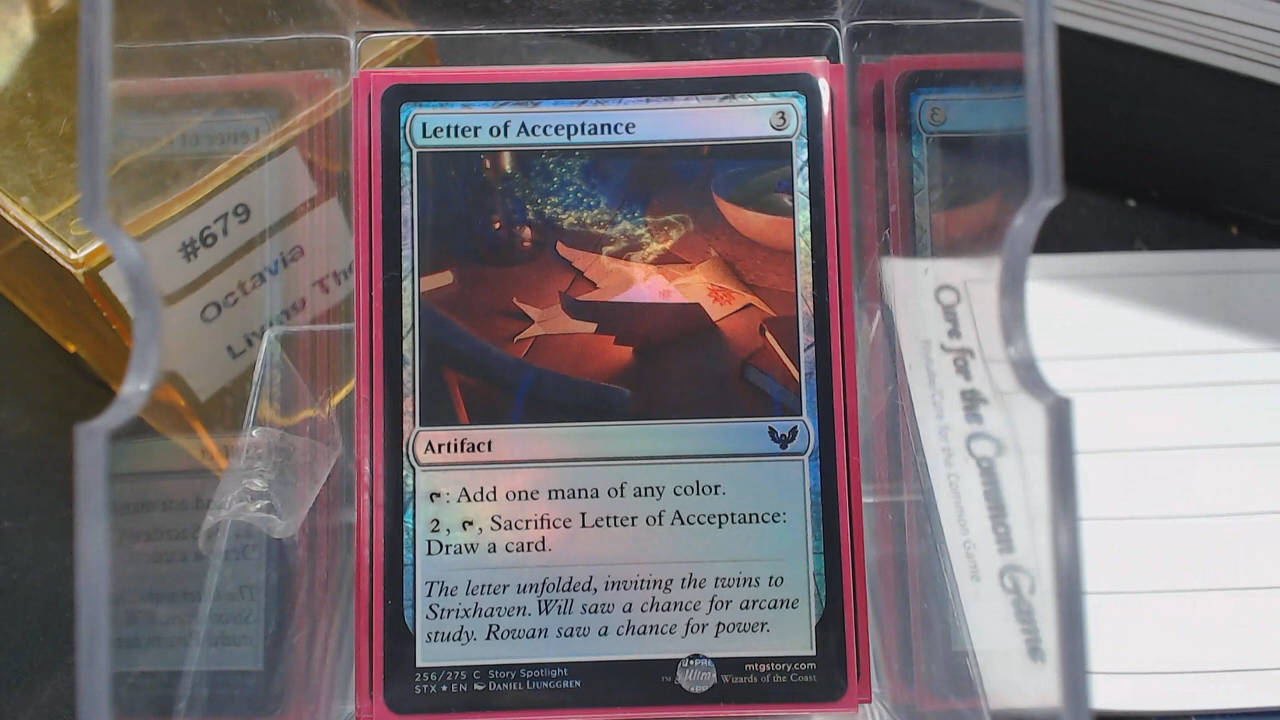 Letter of Acceptance 3
Artifact
: Add one mana of any color.
2, , Sacrifice Letter of Acceptance:
Draw a card.
The letter unfolded, inviting the twins to
Strixhaven. Will saw a chance for arcane
study. Rowan saw a chance for power.
256/275 C Story Spotlight
STX ★ EN Daniel Ljunggren
mtgstory.com
™ Wizards of the Coast
Ultra
#679
Octavia
Living
Care for the Common Game